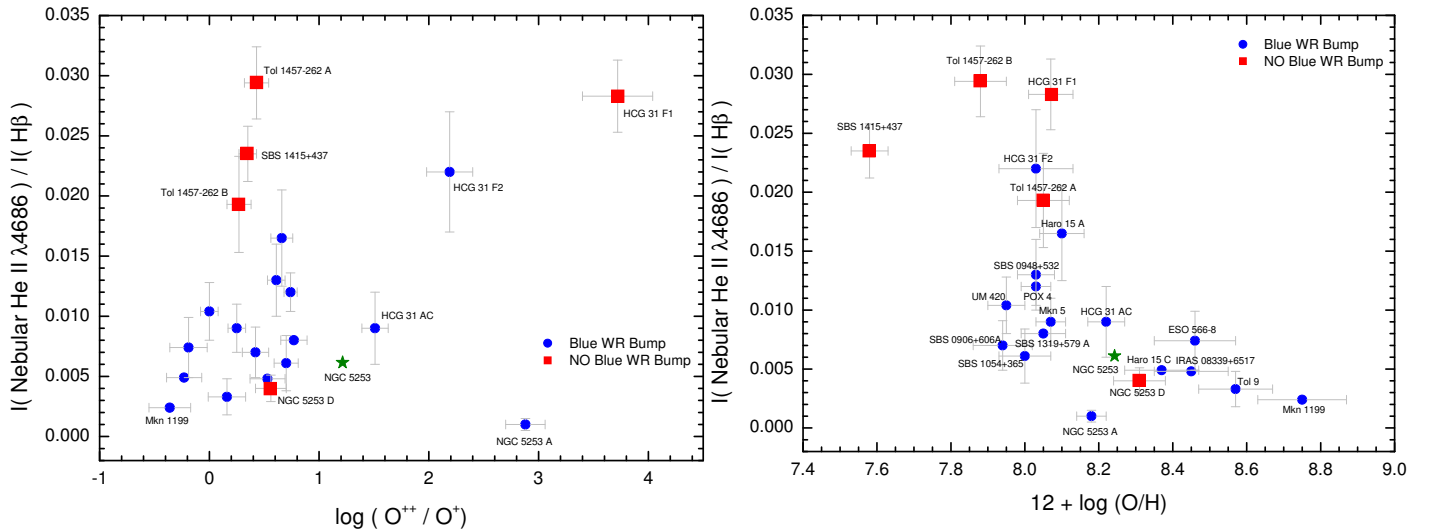 I( Nebular He II λ4686 ) / I( Hβ )
0.035
0.030
0.025
0.020
0.015
0.010
0.005
0.000
Tol 1457-262 A
HCG 31 F1
SBS 1415+437
HCG 31 F2
Tol 1457-262 B
HCG 31 AC
Blue WR Bump
NO Blue WR Bump
NGC 5253
NGC 5253 D
Mkn 1199
NGC 5253 A
-1 0 1 2 3 4
log ( O++ / O+)
I( Nebular He II λ4686 ) / I( Hβ )
0.035
0.030
0.025
0.020
0.015
0.010
0.005
0.000
Blue WR Bump
NO Blue WR Bump
Tol 1457-262 B
HCG 31 F1
SBS 1415+437
HCG 31 F2
Tol 1457-262 A
Haro 15 A
SBS 0948+532
UM 420
POX 4
Mkn 5
HCG 31 AC
ESO 566-8
SBS 0906+606A
SBS 1319+579 A
SBS 1054+365
NGC 5253
Haro 15 C
IRAS 08339+6517
NGC 5253 D
Tol 9
Mkn 1199
NGC 5253 A
7.4 7.6 7.8 8.0 8.2 8.4 8.6 8.8 9.0
12 + log (O/H)